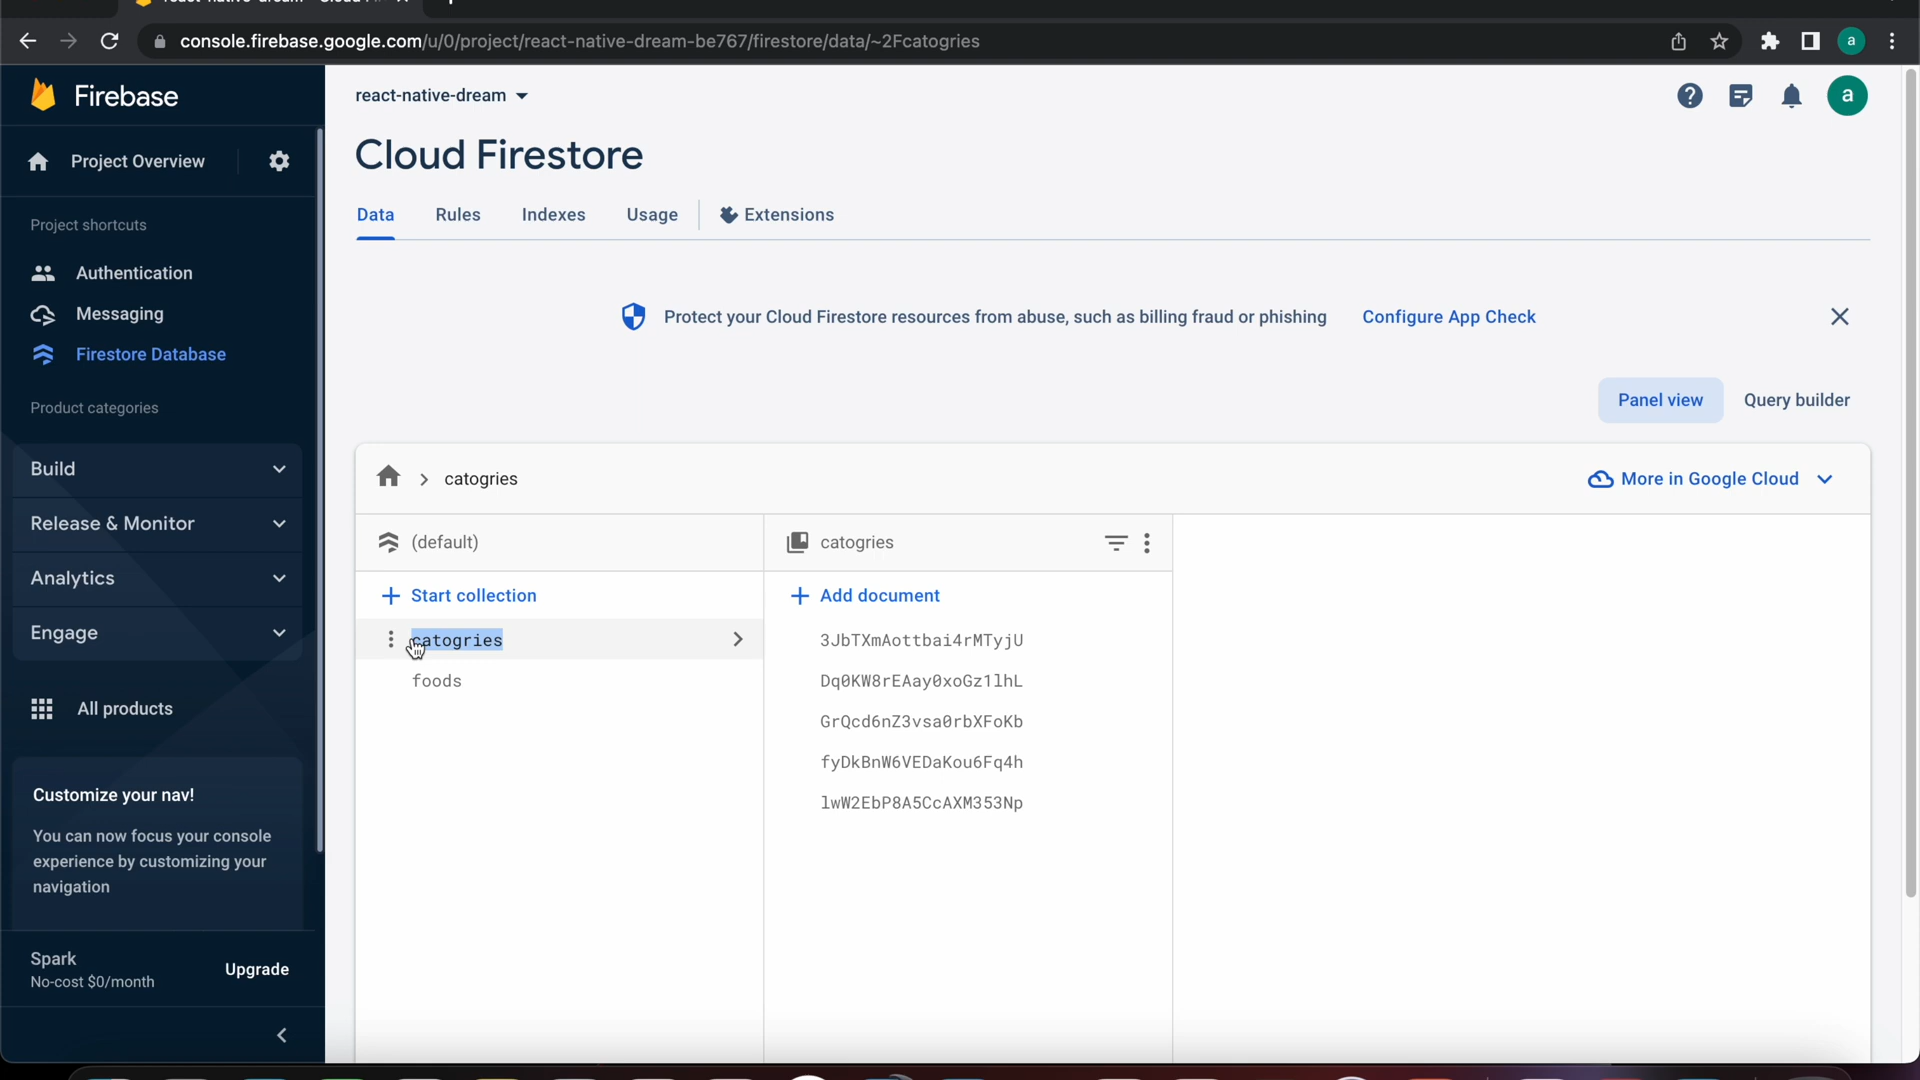 console.firebase.google.com/u/0/project/react-native-dream-be767/firestore/data/~2Fcatogries
a
Firebase
react-native-dream
a
Project Overview
Cloud Firestore
Data
Rules
Indexes
Usage
Extensions
Project shortcuts
Authentication
Messaging
Firestore Database
Protect your Cloud Firestore resources from abuse, such as billing fraud or phishing
Configure App Check
Product categories
Panel view
Query builder
Build
catogries
More in Google Cloud
Release & Monitor
(default)
catogries
Analytics
Start collection
Add document
Engage
catogries
3JbTXmAottbai4rMTyjU
foods
Dq0KW8rEAay0xoGz1lhL
All products
GrQcd6nZ3vsa0rbXFoKb
fyDkBnW6VEDaKou6Fq4h
Customize your nav!
lwW2EbP8A5CcAXM353Np
You can now focus your console
experience by customizing your
navigation
Spark
No-cost $0/month
Upgrade